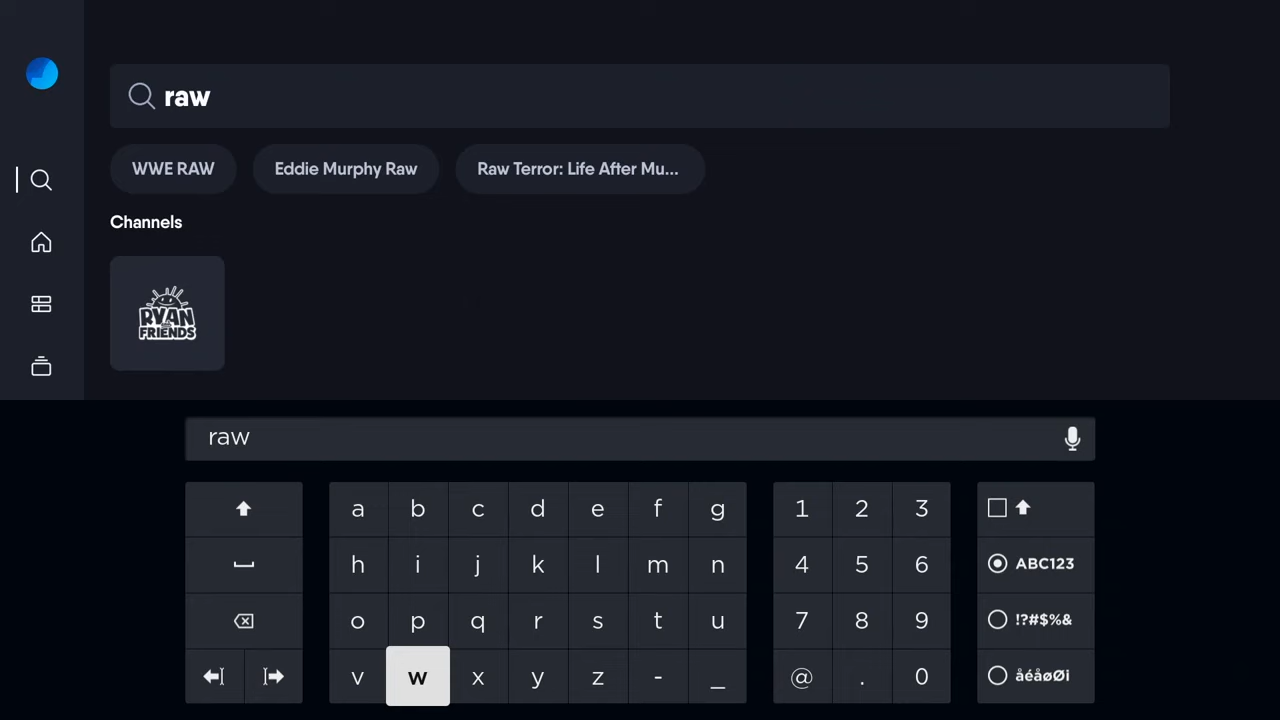 raw
WWE RAW
Eddie Murphy Raw
Raw Terror: Life After Mu...
Channels
RYAN
FRIENDS
raw
a b c d e f g 1 2 3
h i j k l m n 4 5 6 ABC123
o p q r s t u 7 8 9 !?#$%&
v w x y z - _ @ . 0 åéåøØi